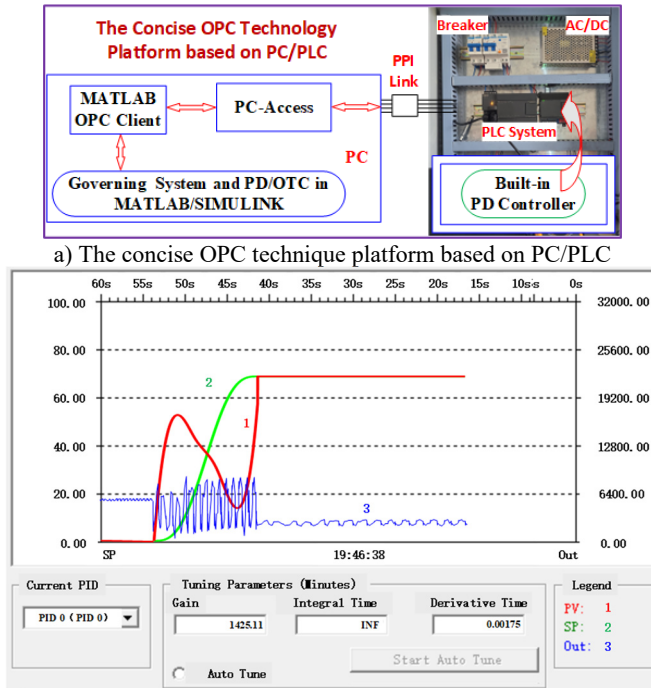 The Concise OPC Technology
Platform based on PC/PLC
Breaker
AC/DC
PPI
Link
MATLAB
OPC Client
PC-Access
PLC System
PC
Governing System and PD/OTC in
MATLAB/SIMULINK
Built-in
PD Controller
a) The concise OPC technique platform based on PC/PLC
60s 55s 50s 45s 40s 35s 30s 25s 20s 15s 10s 5s 0s
100.00 32000.00
80.00 25600.00
2
60.00 19200.00
1
40.00 12800.00
20.00 6400.00
3
0.00 0.00
SP 19:46:38 Out
Current PID
Tuning Parameters (Minutes)
Legend
Gain Integral Time Derivative Time
PID 0 (PID 0)
1425.11 INF 0.00175
PV: 1
SP: 2
Out: 3
Auto Tune
Start Auto Tune